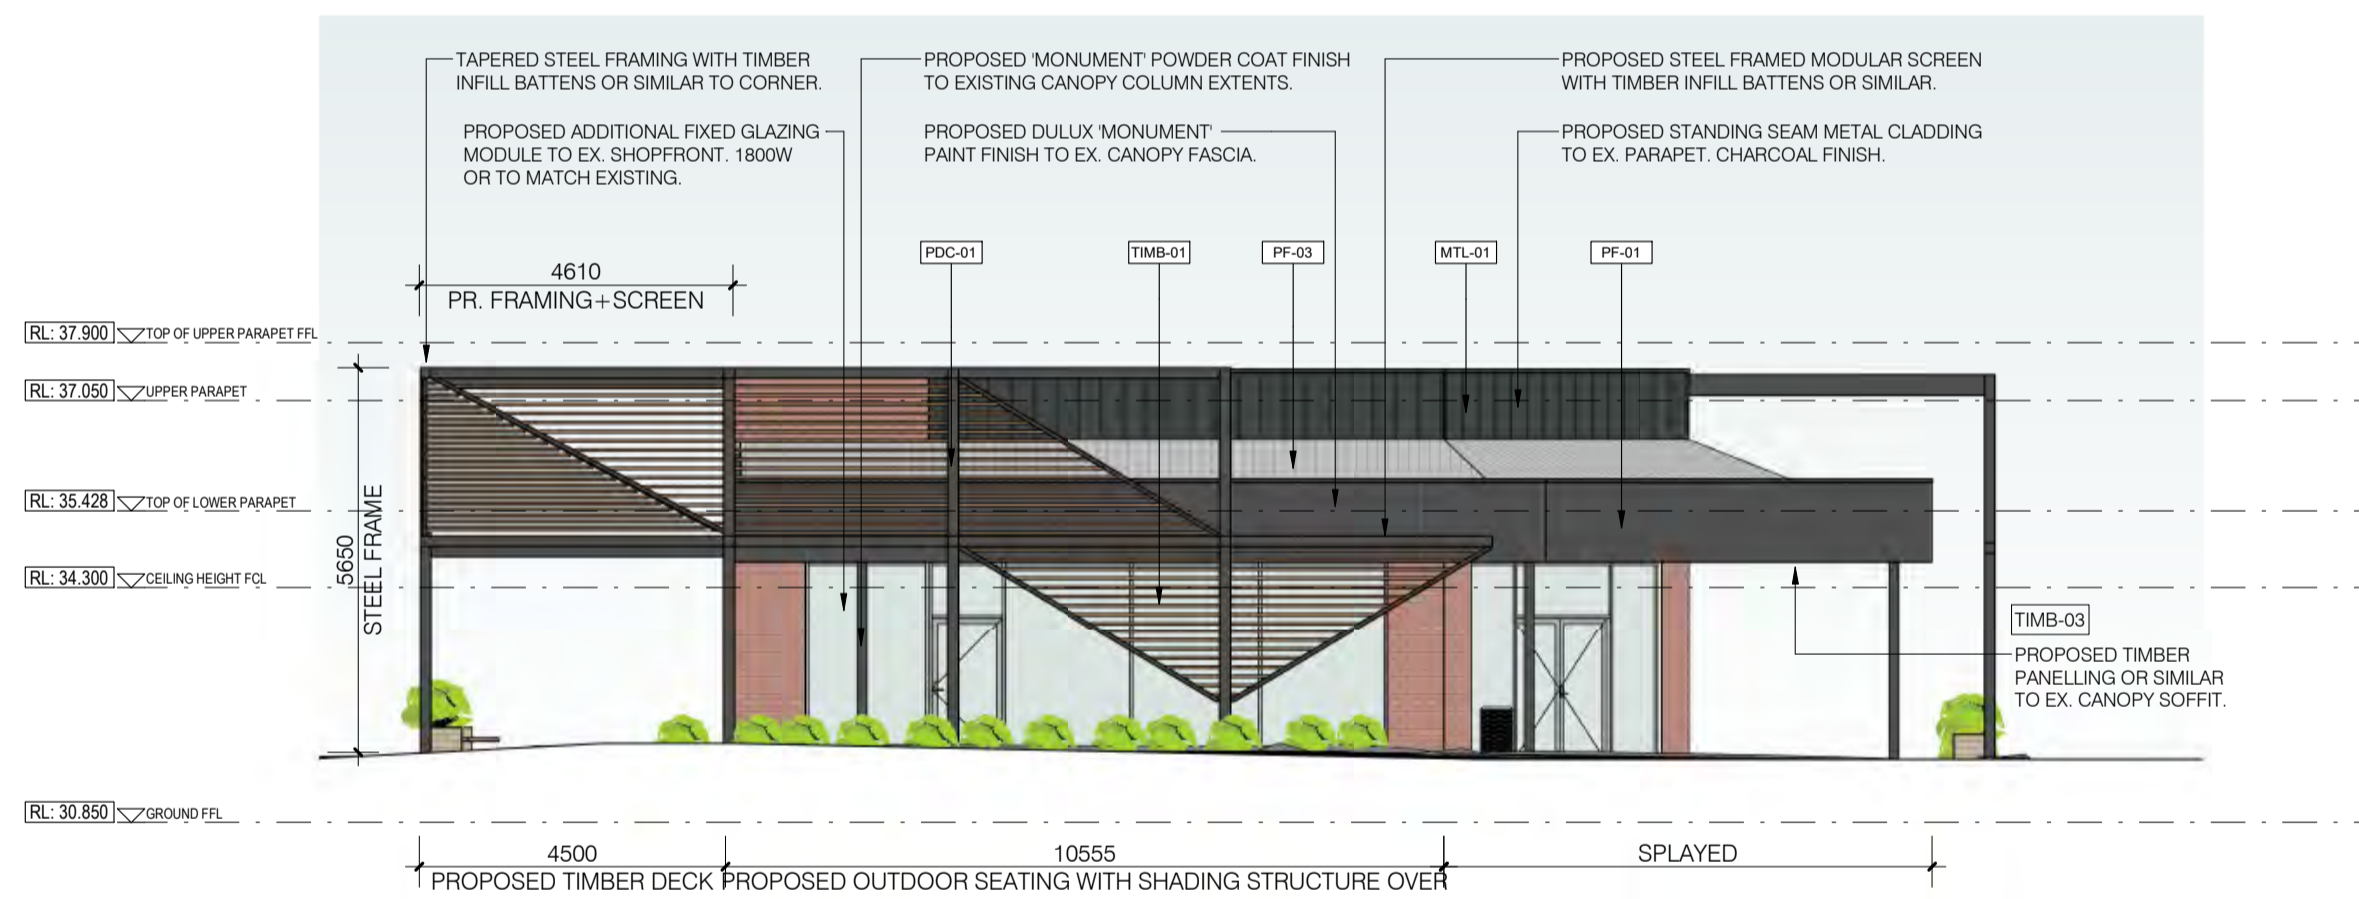 TAPERED STEEL FRAMING WITH TIMBER
INFILL BATTENS OR SIMILAR TO CORNER.
PROPOSED ADDITIONAL FIXED GLAZING
MODULE TO EX. SHOPFRONT. 1800W
OR TO MATCH EXISTING.
PROPOSED 'MONUMENT' POWDER COAT FINISH
TO EXISTING CANOPY COLUMN EXTENTS.
PROPOSED DULUX 'MONUMENT'
PAINT FINISH TO EX. CANOPY FASCIA.
PROPOSED STEEL FRAMED MODULAR SCREEN
WITH TIMBER INFILL BATTENS OR SIMILAR.
PROPOSED STANDING SEAM METAL CLADDING
TO EX. PARAPET. CHARCOAL FINISH.
PDC-01
TIMB-01
PF-03
MTL-01
PF-01
4610
PR. FRAMING+SCREEN
RL: 37.900 TOP OF UPPER PARAPET FFL
RL: 37.050 UPPER PARAPET
RL: 35.428 TOP OF LOWER PARAPET
RL: 34.300 CEILING HEIGHT FCL
5650
STEEL FRAME
TIMB-03
PROPOSED TIMBER
PANELLING OR SIMILAR
TO EX. CANOPY SOFFIT.
RL: 30.850 GROUND FFL
4500
PROPOSED TIMBER DECK
10555
PROPOSED OUTDOOR SEATING WITH SHADING STRUCTURE OVER
SPLAYED